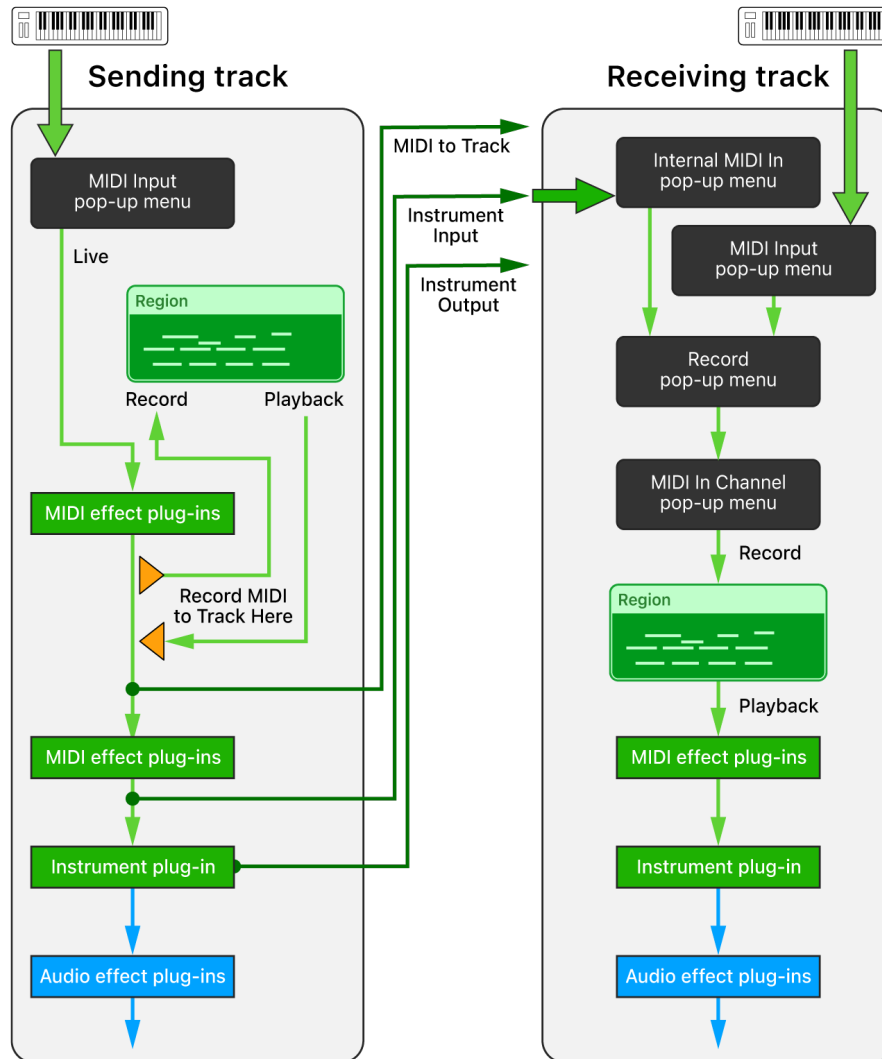 Sending track
MIDI Input
pop-up menu
Live
Region
Record
Playback
MIDI effect plug-ins
Record MIDI
to Track Here
MIDI effect plug-ins
Instrument plug-in
Audio effect plug-ins
MIDI to Track
Instrument
Input
Instrument
Output
Receiving track
Internal MIDI In
pop-up menu
MIDI Input
pop-up menu
Record
pop-up menu
MIDI In Channel
pop-up menu
Record
Region
Playback
MIDI effect plug-ins
Instrument plug-in
Audio effect plug-ins